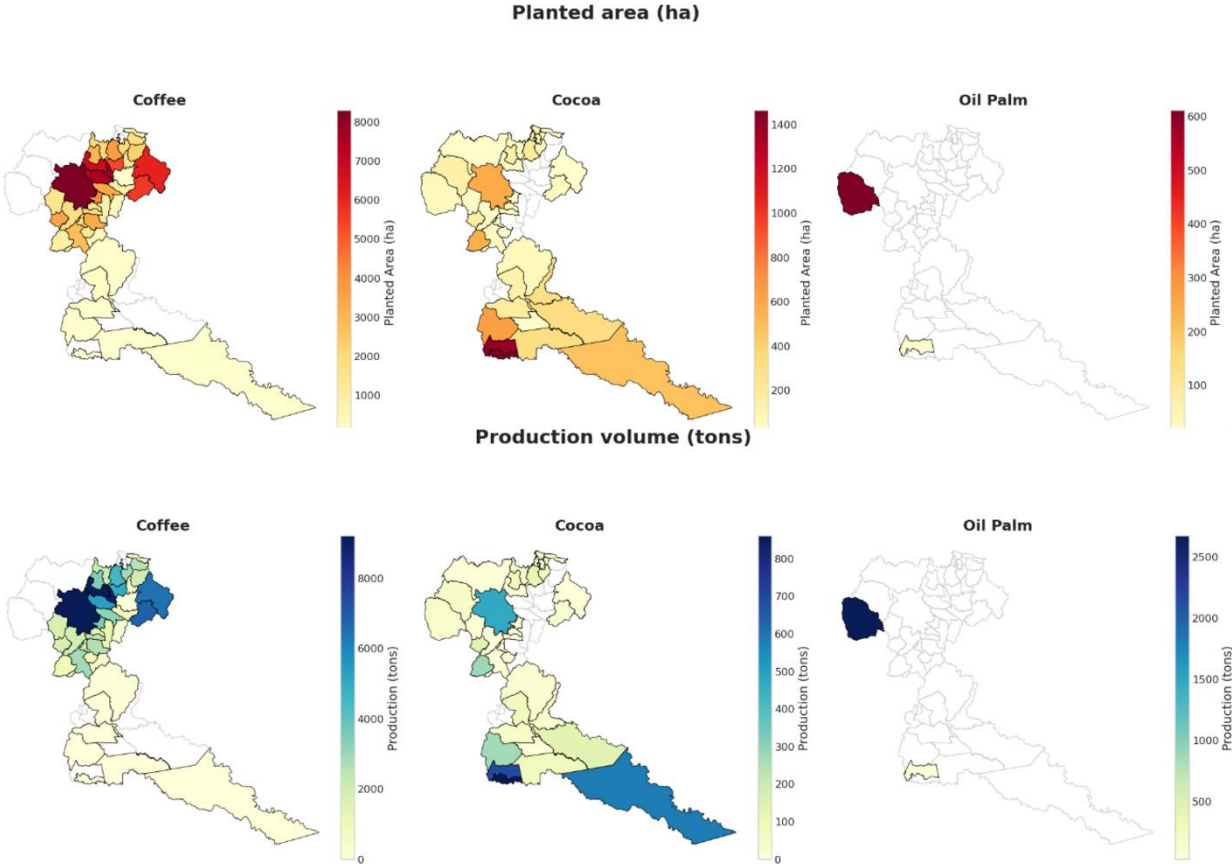 Planted area (ha)
Coffee
Cocoa
Oil Palm
8000
7000
6000
5000
4000
3000
2000
1000
Planted Area (ha)
1400
1200
1000
800
600
400
200
Planted Area (ha)
600
500
400
300
200
100
Planted Area (ha)
Production volume (tons)
Coffee
Cocoa
Oil Palm
8000
6000
4000
2000
0
Production (tons)
800
700
600
500
400
300
200
100
0
Production (tons)
2500
2000
1500
1000
500
Production (tons)